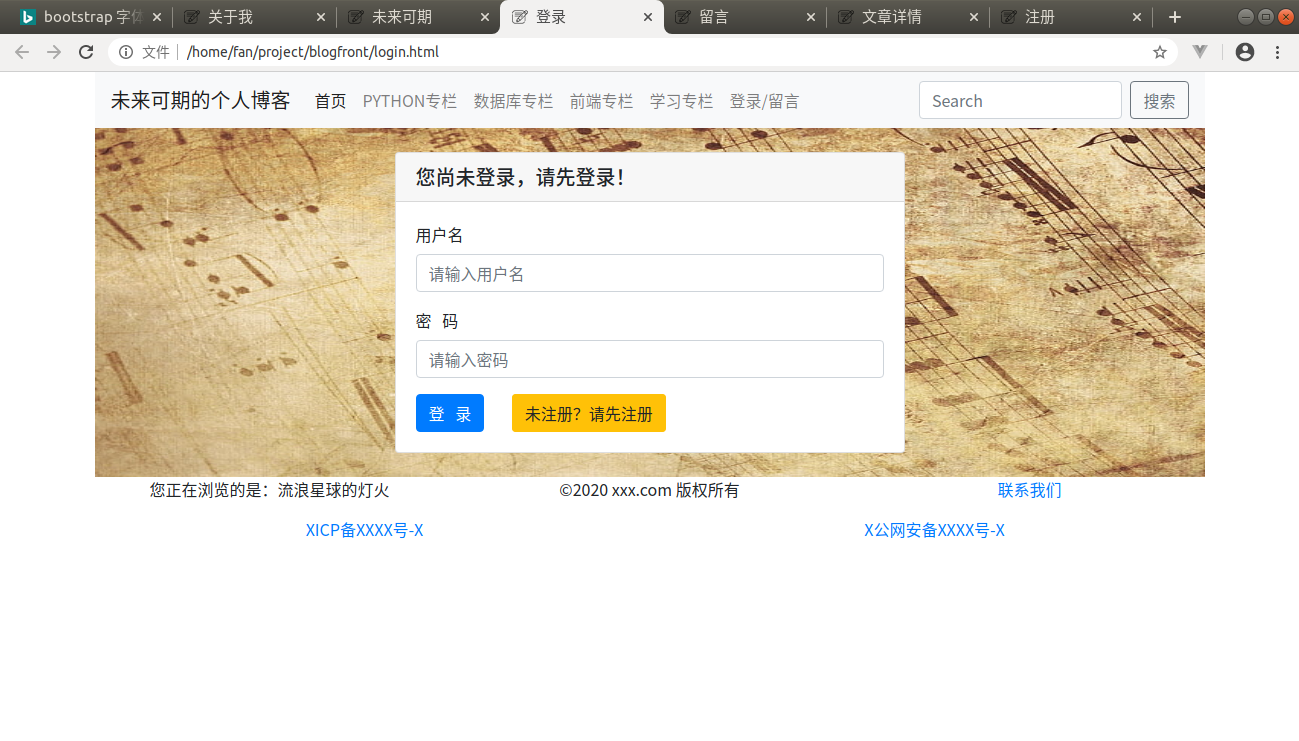 bootstrap 字体
关于我
未来可期
登录
留言
文章详情
注册
文件 /home/fan/project/blogfront/login.html
未来可期的个人博客 首页 PYTHON专栏 数据库专栏 前端专栏 学习专栏 登录/留言 Search 搜索
您尚未登录，请先登录！
用户名
请输入用户名
密 码
请输入密码
登 录 未注册？请先注册
您正在浏览的是：流浪星球的灯火 ©2020 xxx.com 版权所有 联系我们
XICP备XXXX号-X X公网安备XXXX号-X